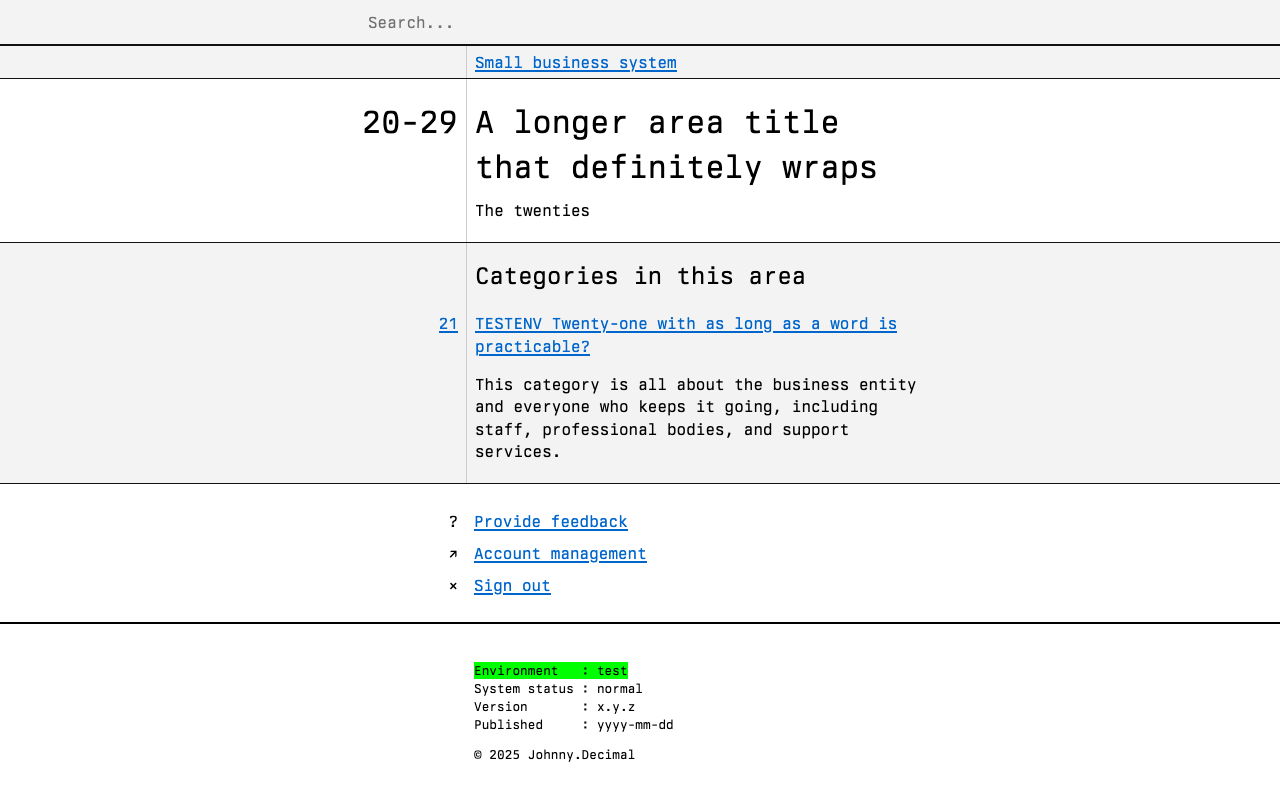 Search...
Small business system
20-29 A longer area title
that definitely wraps
The twenties
Categories in this area
21 TESTENV Twenty-one with as long as a word is
practicable?
This category is all about the business entity
and everyone who keeps it going, including
staff, professional bodies, and support
services.
? Provide feedback
↗ Account management
× Sign out
Environment   : test
System status : normal
Version       : x.y.z
Published     : yyyy-mm-dd
© 2025 Johnny.Decimal